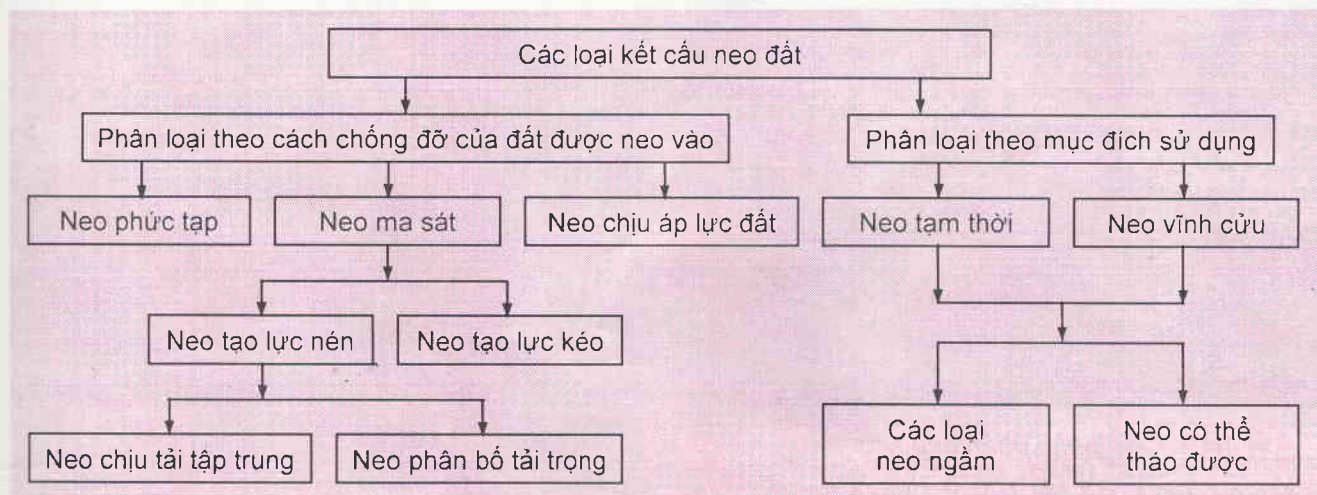 Các loại kết cấu neo đất
Phân loại theo cách chống đỡ của đất được neo vào
Phân loại theo mục đích sử dụng
Neo phức tạp
Neo ma sát
Neo chịu áp lực đất
Neo tạm thời
Neo vĩnh cửu
Neo tạo lực nén
Neo tạo lực kéo
Neo chịu tải tập trung
Neo phân bố tải trọng
Các loại
neo ngầm
Neo có thể
tháo được